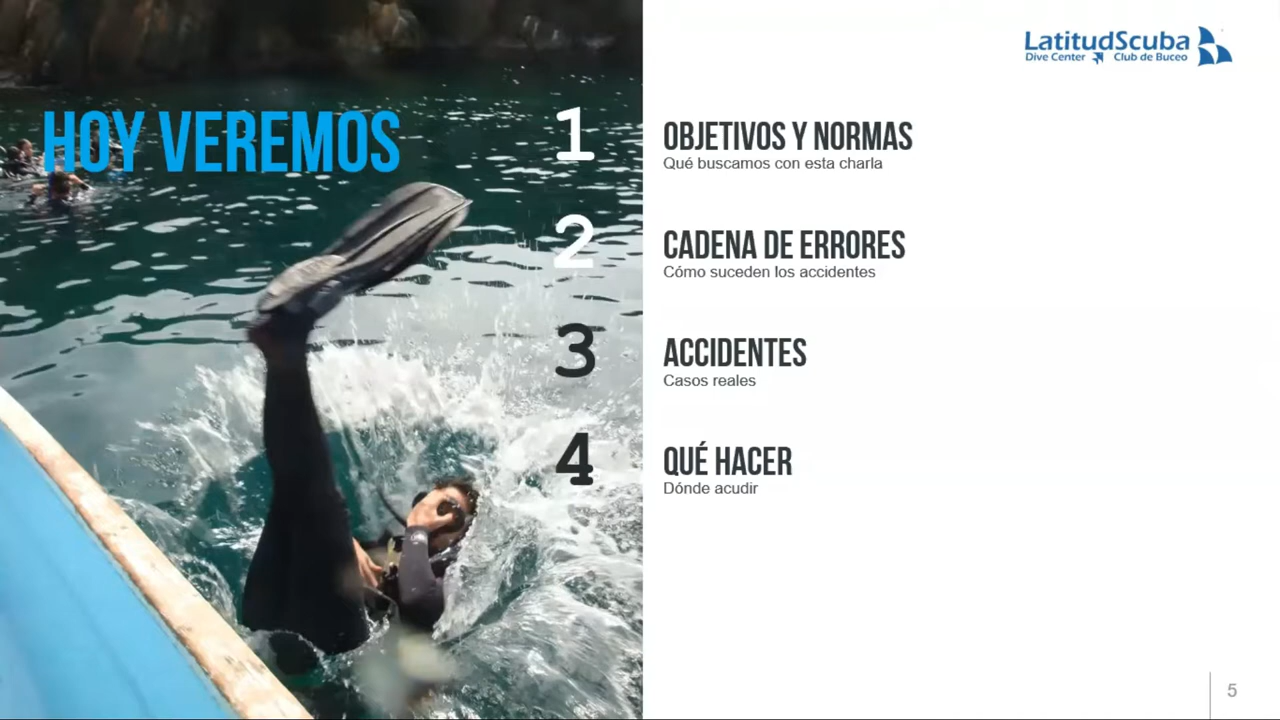 LatitudScuba
Dive Center Club de Buceo
HOY VEREMOS
1
OBJETIVOS Y NORMAS
Qué buscamos con esta charla
2
CADENA DE ERRORES
Cómo suceden los accidentes
3
ACCIDENTES
Casos reales
4
QUÉ HACER
Dónde acudir
5